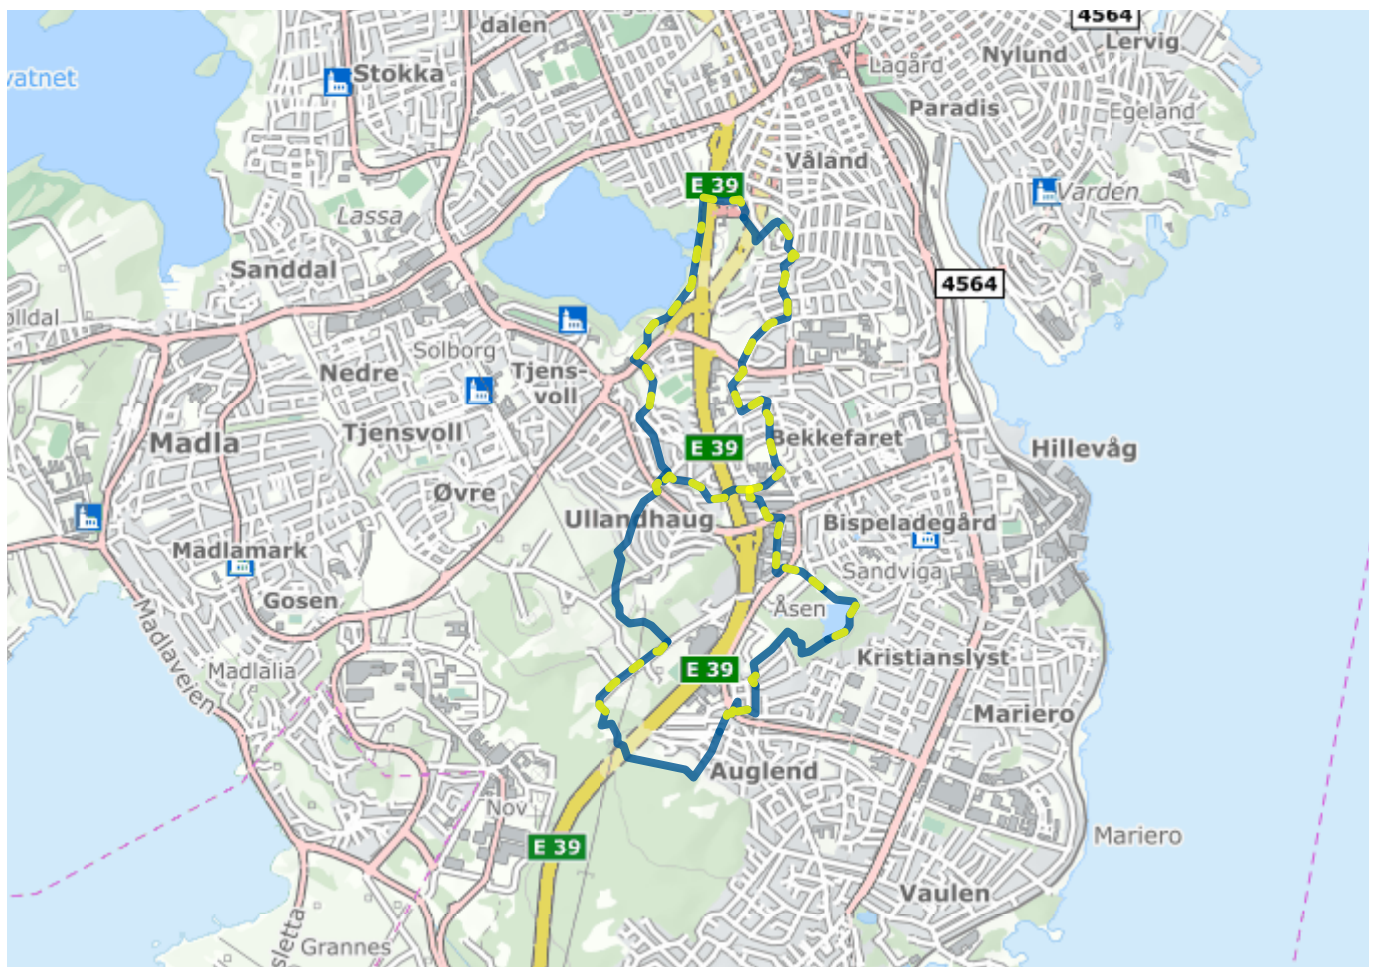 4564
dalen
Lervig
Nylund
Lagård
Stokka
vatnet
Paradis
Egeland
Våland
E 39
Varden
Lassa
Sanddal
4564
olldal
Solborg
Nedre
Tjens-
voll
Tjensvoll
Madla
E 39
Bekkefaret
Hillevåg
Øvre
Ullandhaug
Bispeladegård
Madlamark
Sandviga
Gosen
Åsen
Madlaveien
Madlalia
Kristianslyst
E 39
Mariero
Auglend
Nov
Mariero
E 39
Vaulen
sletta
Grannes